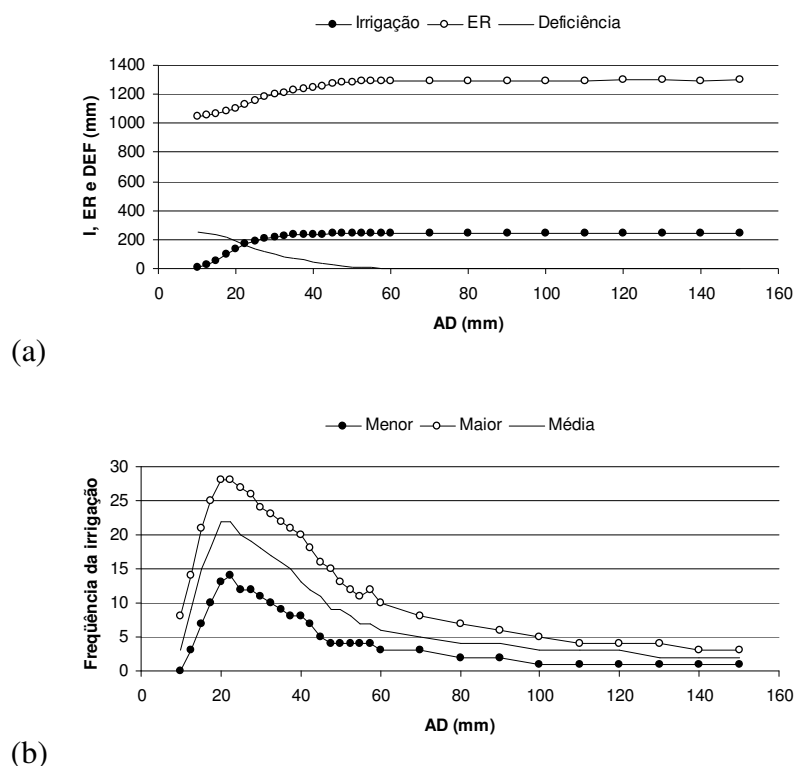 Irrigação ER Deficiência
1400
1200
1000
800
600
400
200
0
I, ER e DEF (mm)
0 20 40 60 80 100 120 140 160
AD (mm)
(a)
Menor Maior Média
30
25
20
15
10
5
0
Freqüência da irrigação
0 20 40 60 80 100 120 140 160
AD (mm)
(b)